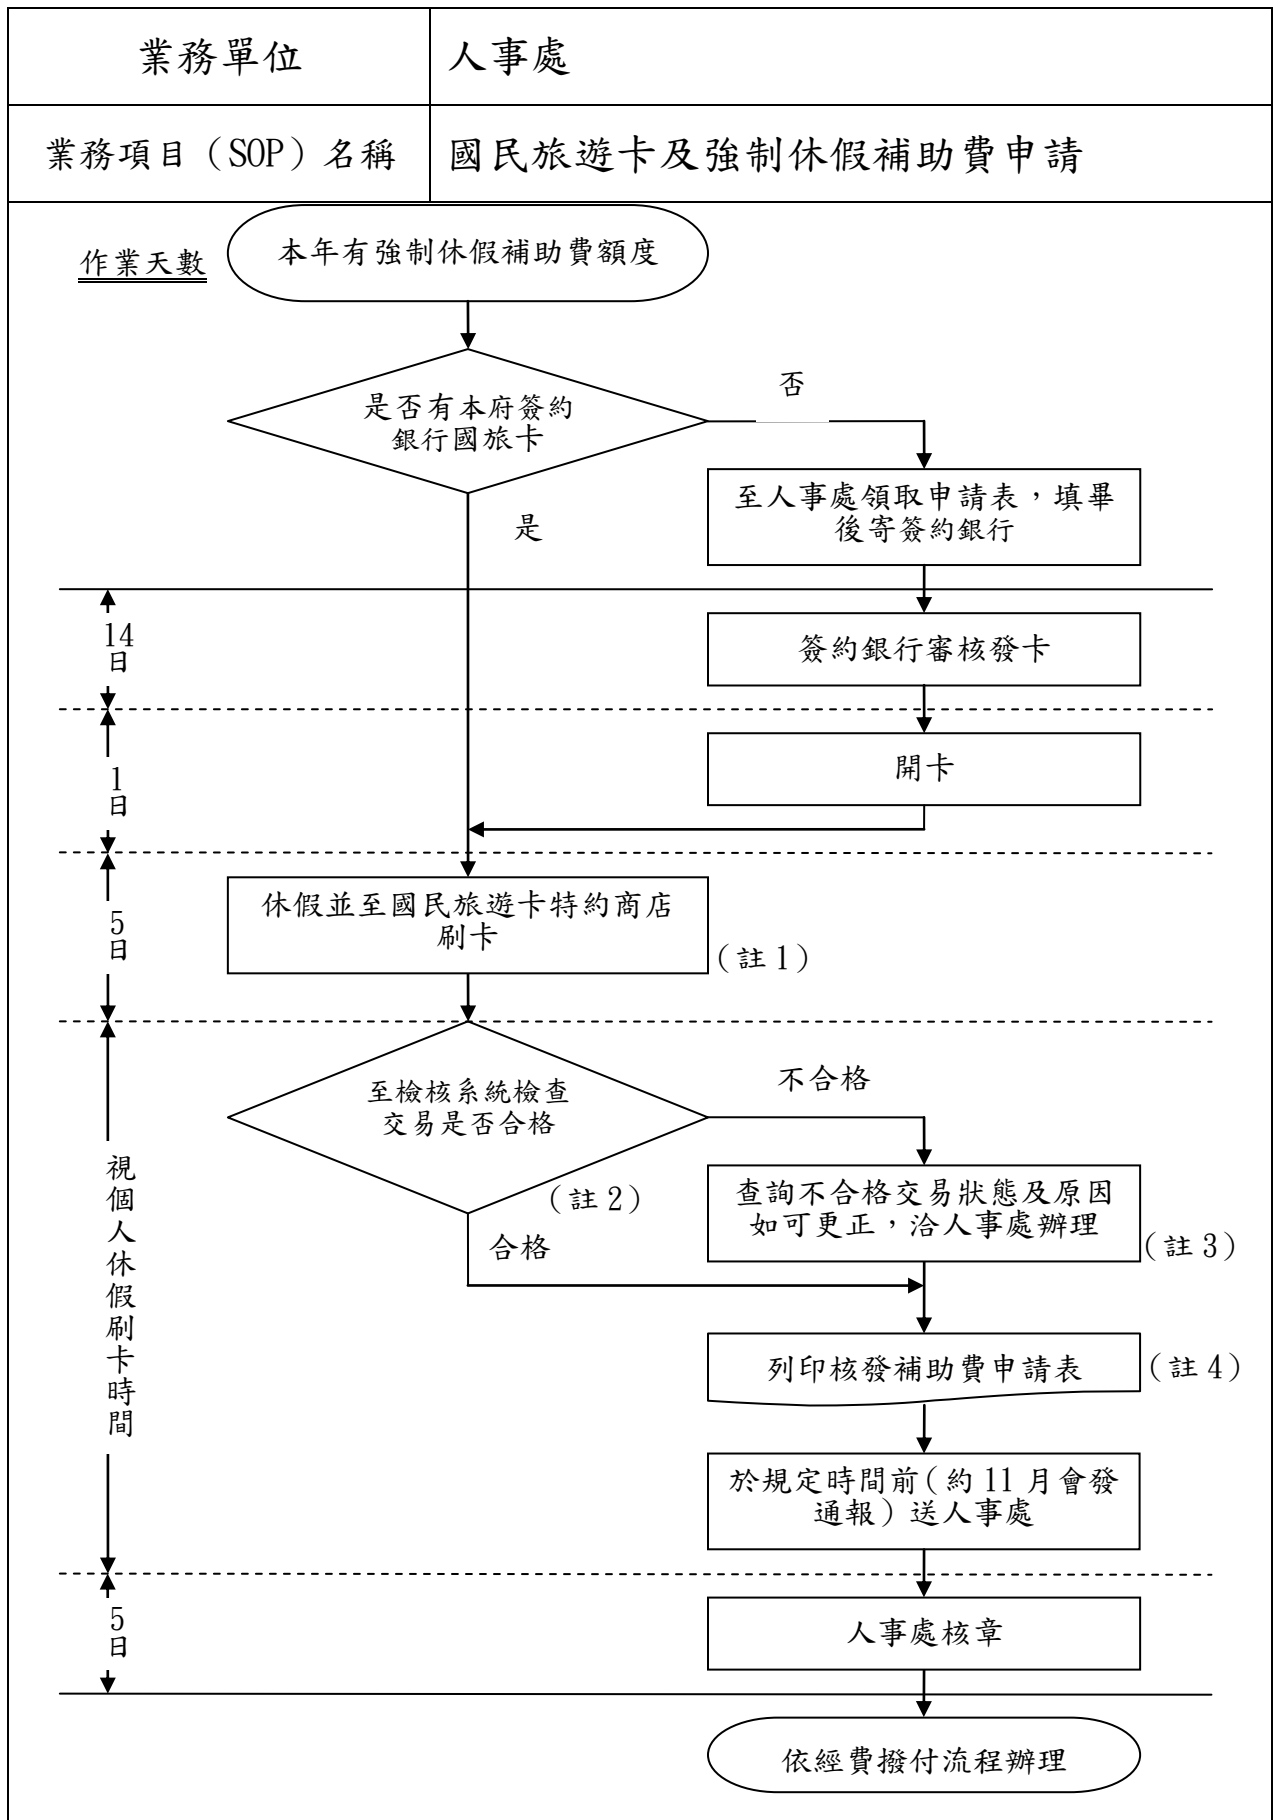 業務單位
人事處
業務項目（SOP）名稱
國民旅遊卡及強制休假補助費申請
作業天數
本年有強制休假補助費額度
是否有本府簽約
銀行國旅卡
否
是
至人事處領取申請表，填畢
後寄簽約銀行
14
日
簽約銀行審核發卡
1
日
開卡
5
日
休假並至國民旅遊卡特約商店
刷卡
（註1）
視個人休假刷卡時間
至檢核系統檢查
交易是否合格
（註2）
不合格
合格
查詢不合格交易狀態及原因
如可更正，洽人事處辦理
（註3）
列印核發補助費申請表
（註4）
於規定時間前（約11月會發
通報）送人事處
5
日
人事處核章
依經費撥付流程辦理